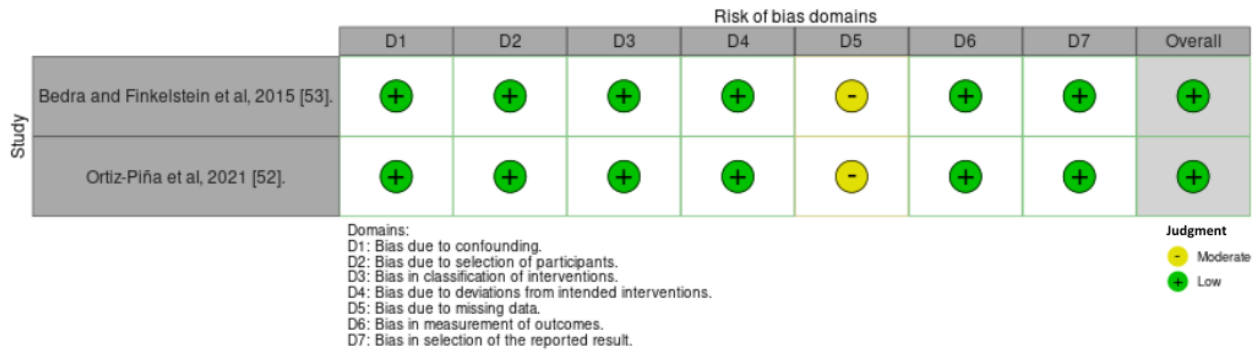 Risk of bias domains
D1 D2 D3 D4 D5 D6 D7 Overall
Study
Bedra and Finkelstein et al, 2015 [53]. + + + + - + + +
Ortiz-Piña et al, 2021 [52]. + + + + - + + +
Domains:
D1: Bias due to confounding.
D2: Bias due to selection of participants.
D3: Bias in classification of interventions.
D4: Bias due to deviations from intended interventions.
D5: Bias due to missing data.
D6: Bias in measurement of outcomes.
D7: Bias in selection of the reported result.
Judgment
- Moderate
+ Low